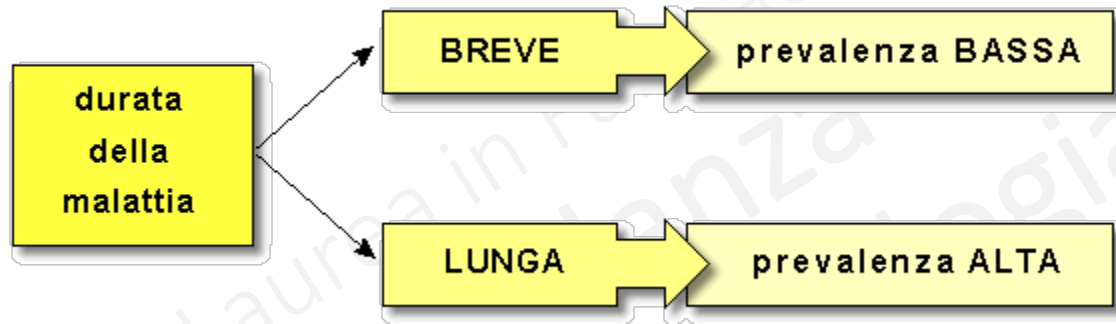 durata
della
malattia
BREVE
prevalenza BASSA
LUNGA
prevalenza ALTA